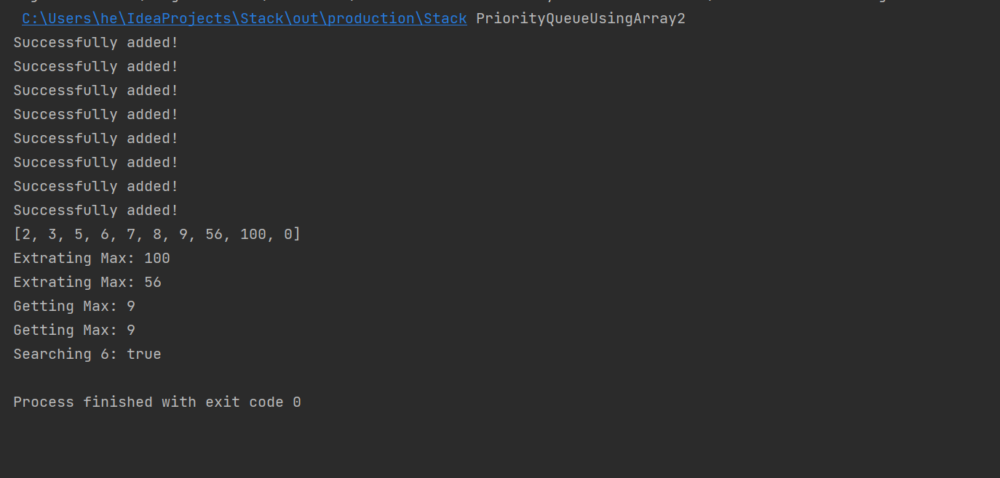 C:\Users\he\IdeaProjects\Stack\out\production\Stack PriorityQueueUsingArray2
Successfully added!
Successfully added!
Successfully added!
Successfully added!
Successfully added!
Successfully added!
Successfully added!
Successfully added!
[2, 3, 5, 6, 7, 8, 9, 56, 100, 0]
Extrating Max: 100
Extrating Max: 56
Getting Max: 9
Getting Max: 9
Searching 6: true
Process finished with exit code 0